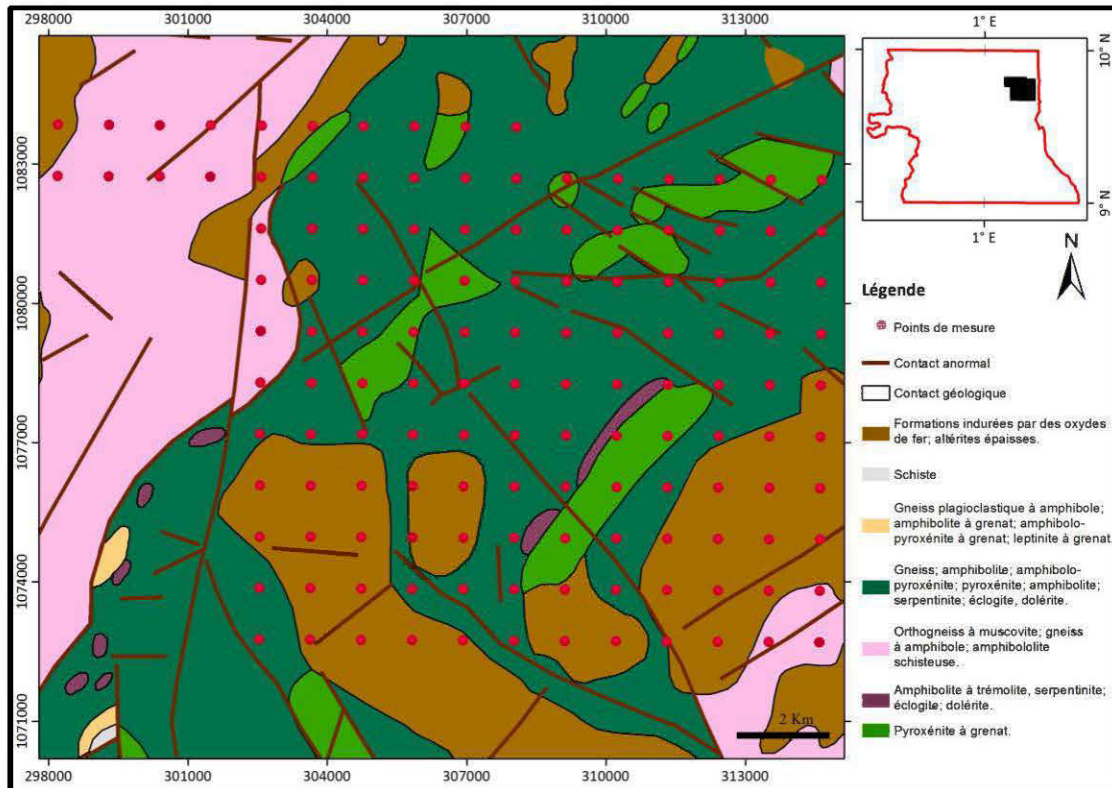 298000 301000 304000 307000 310000 313000
1083000
1080000
1077000
1074000
1071000
298000 301000 304000 307000 310000 313000
2 Km
1° E
10° N
9° N
1° E
N
Légende
Points de mesure
Contact anormal
Contact géologique
Formations indurées par des oxydes
de fer; altérites épaisses.
Schiste
Gneiss plagioclastique à amphibole;
amphibolite à grenat; amphibolo-
pyroxénite à grenat; leptinite à grenat
Gneiss; amphibolite; amphibolo-
pyroxénite; pyroxénite; amphibolite;
serpentinite; éclogite, dolérite.
Orthogneiss à muscovite; gneiss
à amphibole; amphibololite
schisteuse.
Amphibolite à trémolite, serpentinite;
éclogite; dolérite.
Pyroxénite à grenat.